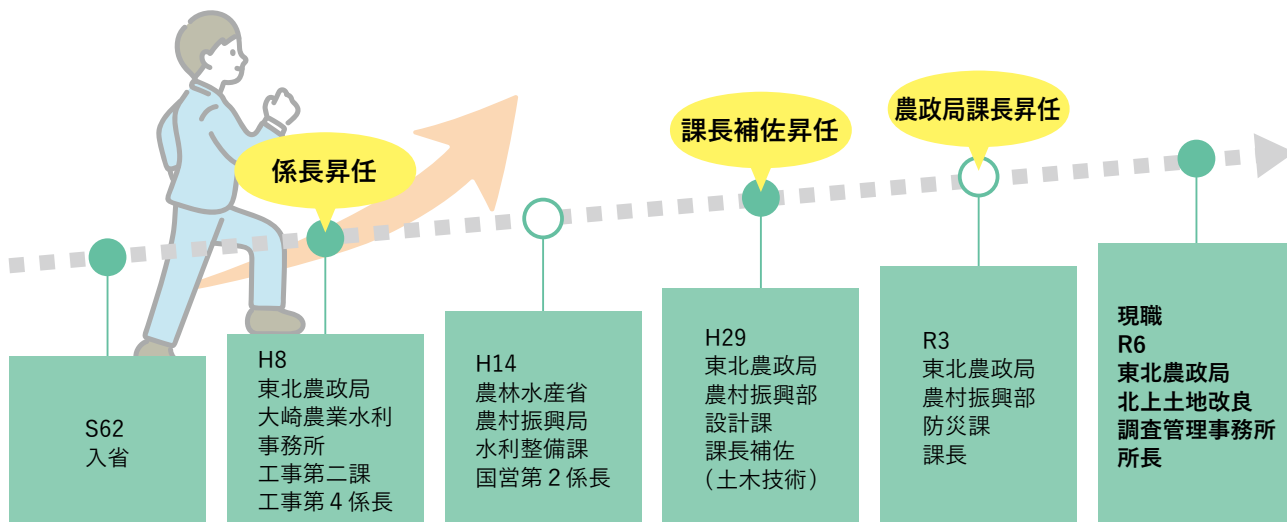 係長昇任
課長補佐昇任
農政局課長昇任
S62
入省
H8
東北農政局
大崎農業水利
事務所
工事第二課
工事第４係長
H14
農林水産省
農村振興局
水利整備課
国営第２係長
H29
東北農政局
農村振興部
設計課
課長補佐
（土木技術）
R3
東北農政局
農村振興部
防災課
課長
現職
R6
東北農政局
北上土地改良
調査管理事務所
所長